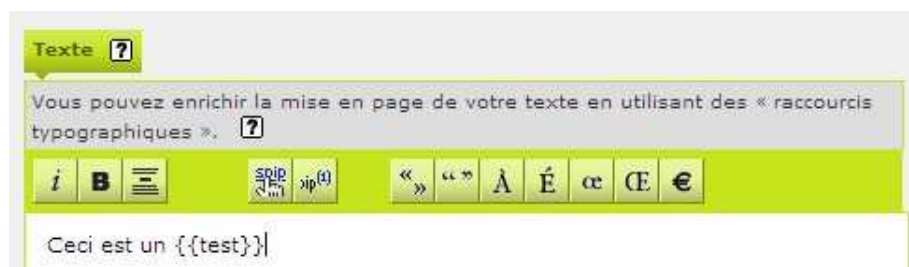 Texte ?
Vous pouvez enrichir la mise en page de votre texte en utilisant des « raccourcis
typographiques ». ?
i B spip «» “” À É œ Œ €
Ceci est un {{test}}